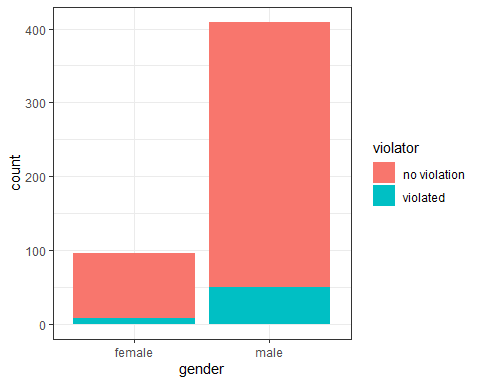 400
300
200
100
0
count
female male
gender
violator
no violation
violated